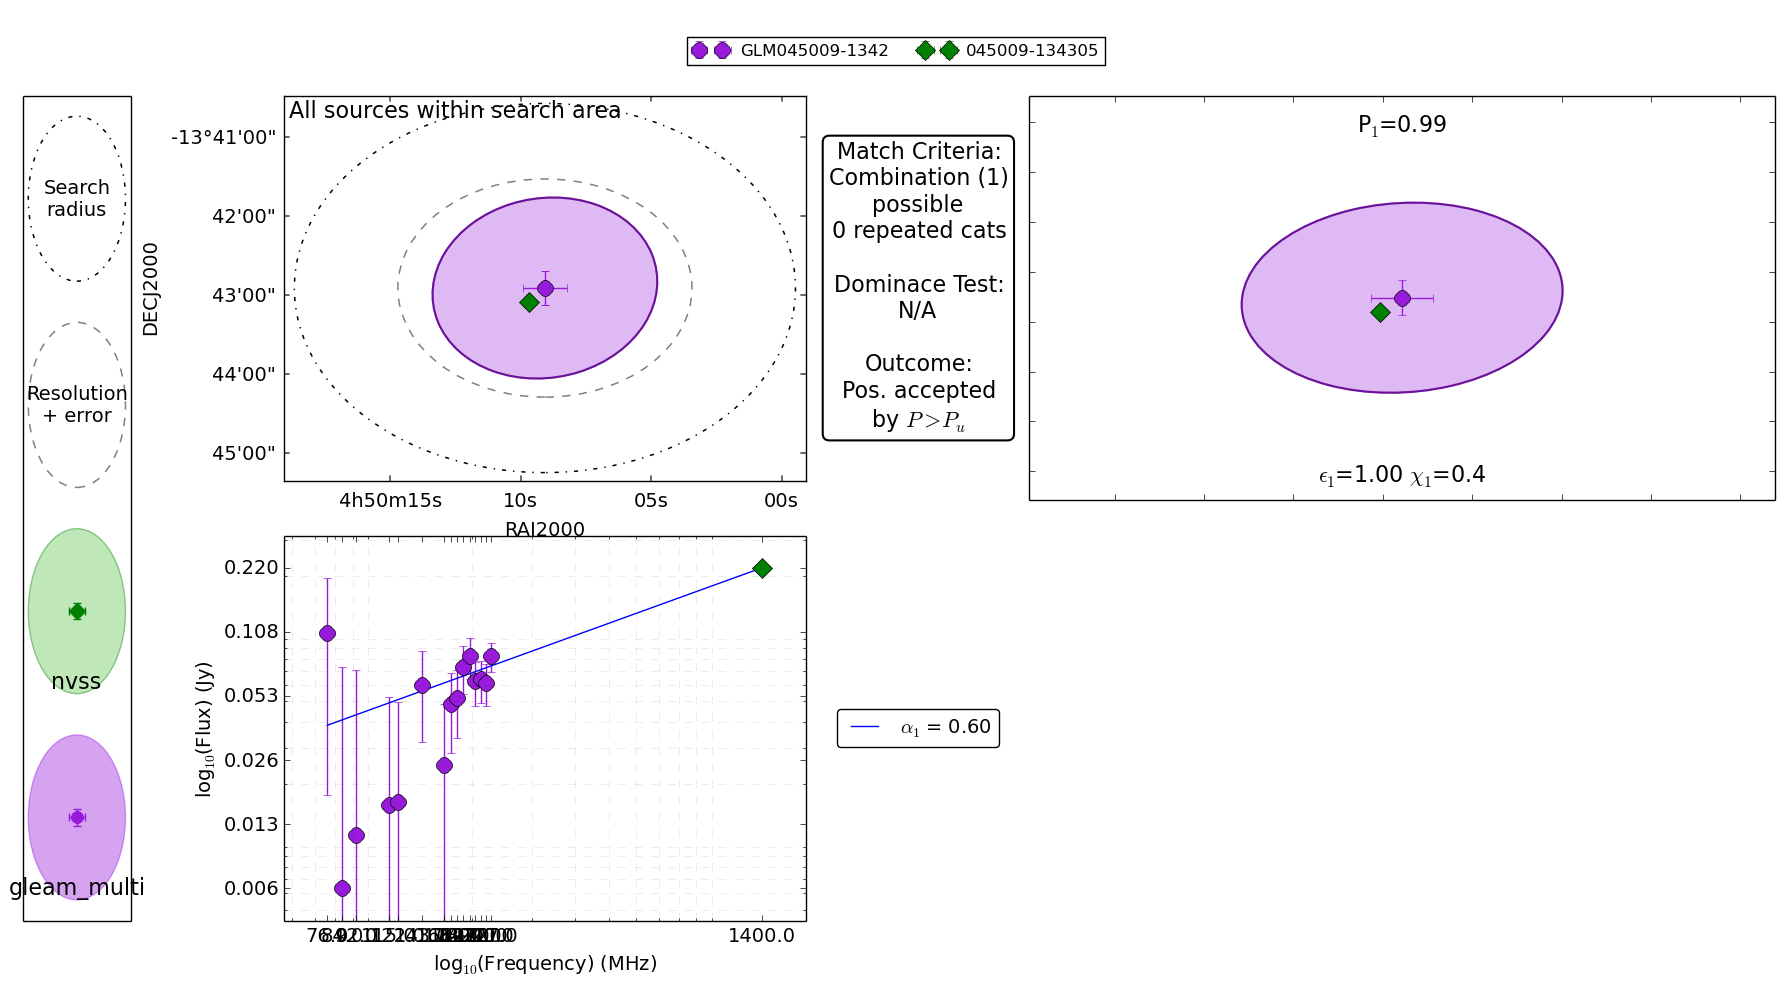 GLM045009-1342 045009-134305
Search
radius
Resolution
+ error
nvss
gleam_multi
All sources within search area
DECJ2000
-13°41'00"
42'00"
43'00"
44'00"
45'00"
4h50m15s 10s 05s 00s
RAJ2000
Match Criteria:
Combination (1)
possible
0 repeated cats
Dominace Test:
N/A
Outcome:
Pos. accepted
by P>Pᵤ
P₁=0.99
ϵ₁=1.00 χ₁=0.4
log₁₀(Flux) (Jy)
0.220
0.108
0.053
0.026
0.013
0.006
1400.0
log₁₀(Frequency) (MHz)
α₁ = 0.60